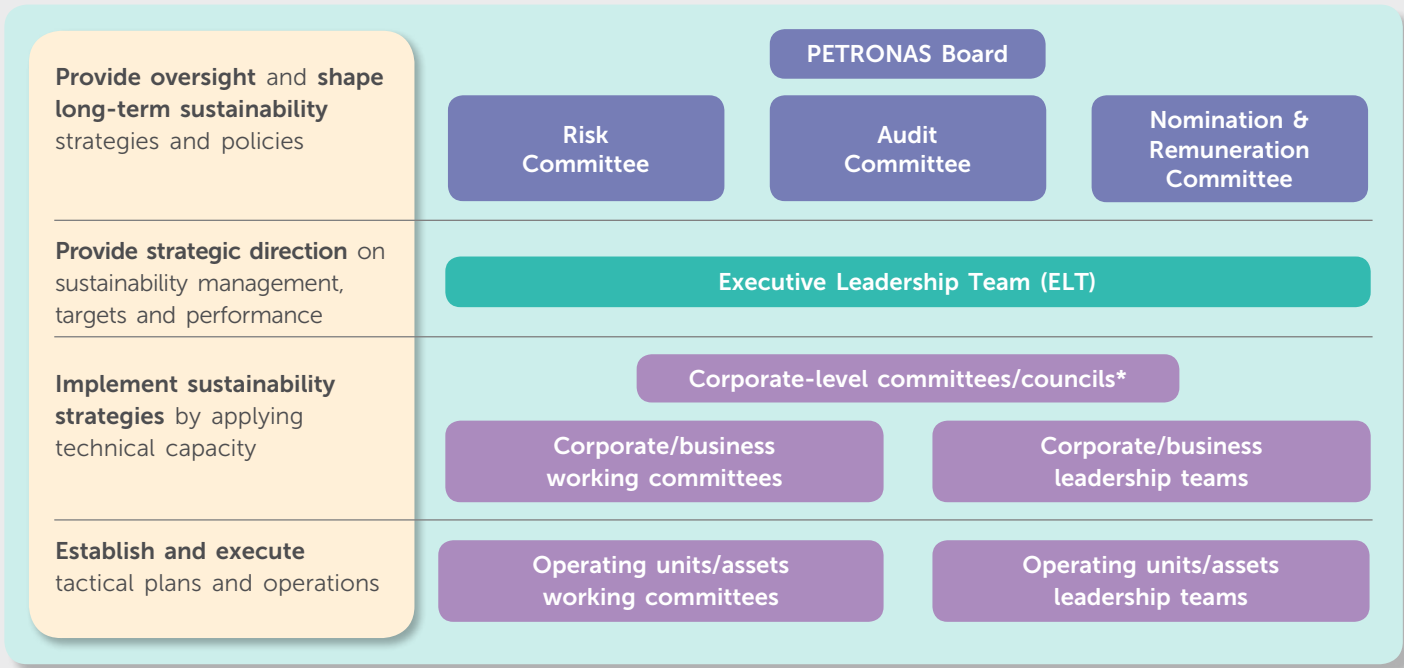 Provide oversight and shape
long-term sustainability
strategies and policies
PETRONAS Board
Risk
Committee
Audit
Committee
Nomination &
Remuneration
Committee
Provide strategic direction on
sustainability management,
targets and performance
Executive Leadership Team (ELT)
Implement sustainability
strategies by applying
technical capacity
Corporate-level committees/councils*
Corporate/business
working committees
Corporate/business
leadership teams
Establish and execute
tactical plans and operations
Operating units/assets
working committees
Operating units/assets
leadership teams